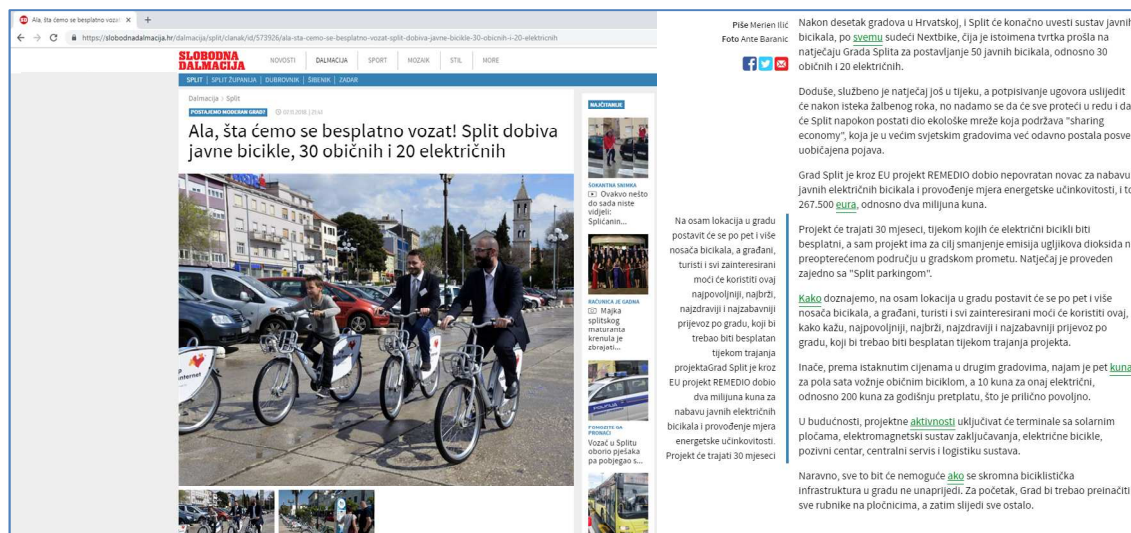 Ala, šta ćemo se besplatno vozat
https://slobodnadalmacija.hr/dalmacija/split/clanak/id/573926/ala-sta-cemo-se-besplatno-vozat-split-dobiva-javne-bicikle-30-obicnih-i-20-elektricnih
SLOBODNA
DALMACIJA
NOVOSTI DALMACIJA SPORT MOZAIK STIL MORE
SPLIT SPLIT ŽUPANIJA DUBROVNIK ŠIBENIK ZADAR
Dalmacija › Split
POSTAJEMO MODERAN GRAD?
Ala, šta ćemo se besplatno vozat! Split dobiva
javne bicikle, 30 običnih i 20 električnih
NAJČITANIJE
ŠOKANTNA SNIMKA
Ovakvo nešto
do sada niste
vidjeli:
Splićanin...
RAČUNICA JE GADNA
Majka
splitskog
maturanta
krenula je
zbrajati...
POMOZITE NA
PRONAĆI
Vozač u Splitu
oborio pješaka
pa pobjegao s...
Piše Merien Ilić
Foto Ante Baranic
Na osam lokacija u gradu
postavit će se po pet i više
nosača bicikala, a građani,
turisti i svi zainteresirani
moći će koristiti ovaj
najpovoljniji, najbrži,
najzdraviji i najzabavniji
prijevoz po gradu, koji bi
trebao biti besplatan
tijekom trajanja
projektaGrad Split je kroz
EU projekt REMEDIO dobio
dva milijuna kuna za
nabavu javnih električnih
bicikala i provođenje mjera
energetske učinkovitosti.
Projekt će trajati 30 mjeseci
Nakon desetak gradova u Hrvatskoj, i Split će konačno uvesti sustav javnih
bicikala, po svemu sudeći Nextbike, čija je istoimena tvrtka prošla na
natječaju Grada Splita za postavljanje 50 javnih bicikala, odnosno 30
običnih i 20 električnih.
Doduše, službeno je natječaj još u tijeku, a potpisivanje ugovora uslijedit
će nakon isteka žalbenog roka, no nadamo se da će sve proteći u redu i da
će Split napokon postati dio ekološke mreže koja podržava "sharing
economy", koja je u većim svjetskim gradovima već odavno postala posve
uobičajena pojava.
Grad Split je kroz EU projekt REMEDIO dobio nepovratan novac za nabavu
javnih električnih bicikala i provođenje mjera energetske učinkovitosti, i to
267.500 eura, odnosno dva milijuna kuna.
Projekt će trajati 30 mjeseci, tijekom kojih će električni bicikli biti
besplatni, a sam projekt ima za cilj smanjenje emisija ugljikova dioksida n
preopterećenom području u gradskom prometu. Natječaj je proveden
zajedno sa "Split parkingom".
Kako doznajemo, na osam lokacija u gradu postavit će se po pet i više
nosača bicikala, a građani, turisti i svi zainteresirani moći će koristiti ovaj,
kako kažu, najpovoljniji, najbrži, najzdraviji i najzabavniji prijevoz po
gradu, koji bi trebao biti besplatan tijekom trajanja projekta.
Inače, prema istaknutim cijenama u drugim gradovima, najam je pet kuna
za pola sata vožnje običnim biciklom, a 10 kuna za onaj električni,
odnosno 200 kuna za godišnju pretplatu, što je prilično povoljno.
U budućnosti, projektne aktivnosti uključivat će terminale sa solarnim
pločama, elektromagnetski sustav zaključavanja, električne bicikle,
pozivni centar, centralni servis i logistiku sustava.
Naravno, sve to bit će nemoguće ako se skromna biciklistička
infrastruktura u gradu ne unaprijedi. Za početak, Grad bi trebao preinačiti
sve rubnike na pločnicima, a zatim slijedi sve ostalo.